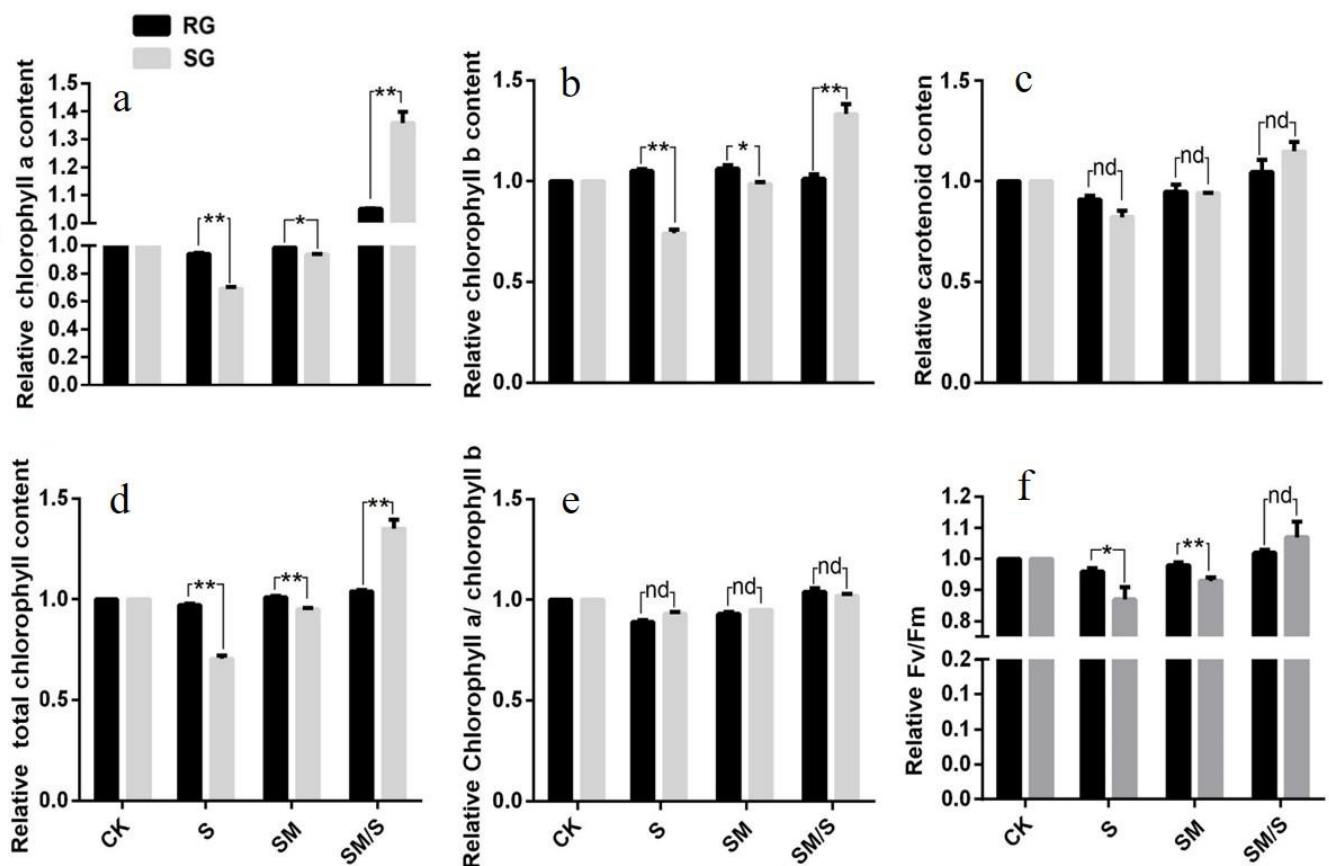 RG
SG
a
Relative chlorophyll a content
1.5
1.4
1.3
1.2
1.1
1.0
1.0
0.8
0.6
0.4
0.2
0.0
**
*
**
b
Relative chlorophyll b content
1.5
1.0
0.5
0.0
**
*
**
c
Relative carotenoid conten
1.5
1.0
0.5
0.0
nd
nd
nd
d
Relative total chlorophyll content
1.5
1.0
0.5
0.0
**
**
**
CK
S
SM
SM/S
e
Relative Chlorophyll a/ chlorophyll b
1.5
1.0
0.5
0.0
nd
nd
nd
CK
S
SM
SM/S
f
Relative Fv/Fm
1.2
1.1
1.0
0.9
0.8
0.2
0.1
0.1
0.0
0.0
*
**
nd
CK
S
SM
SM/S